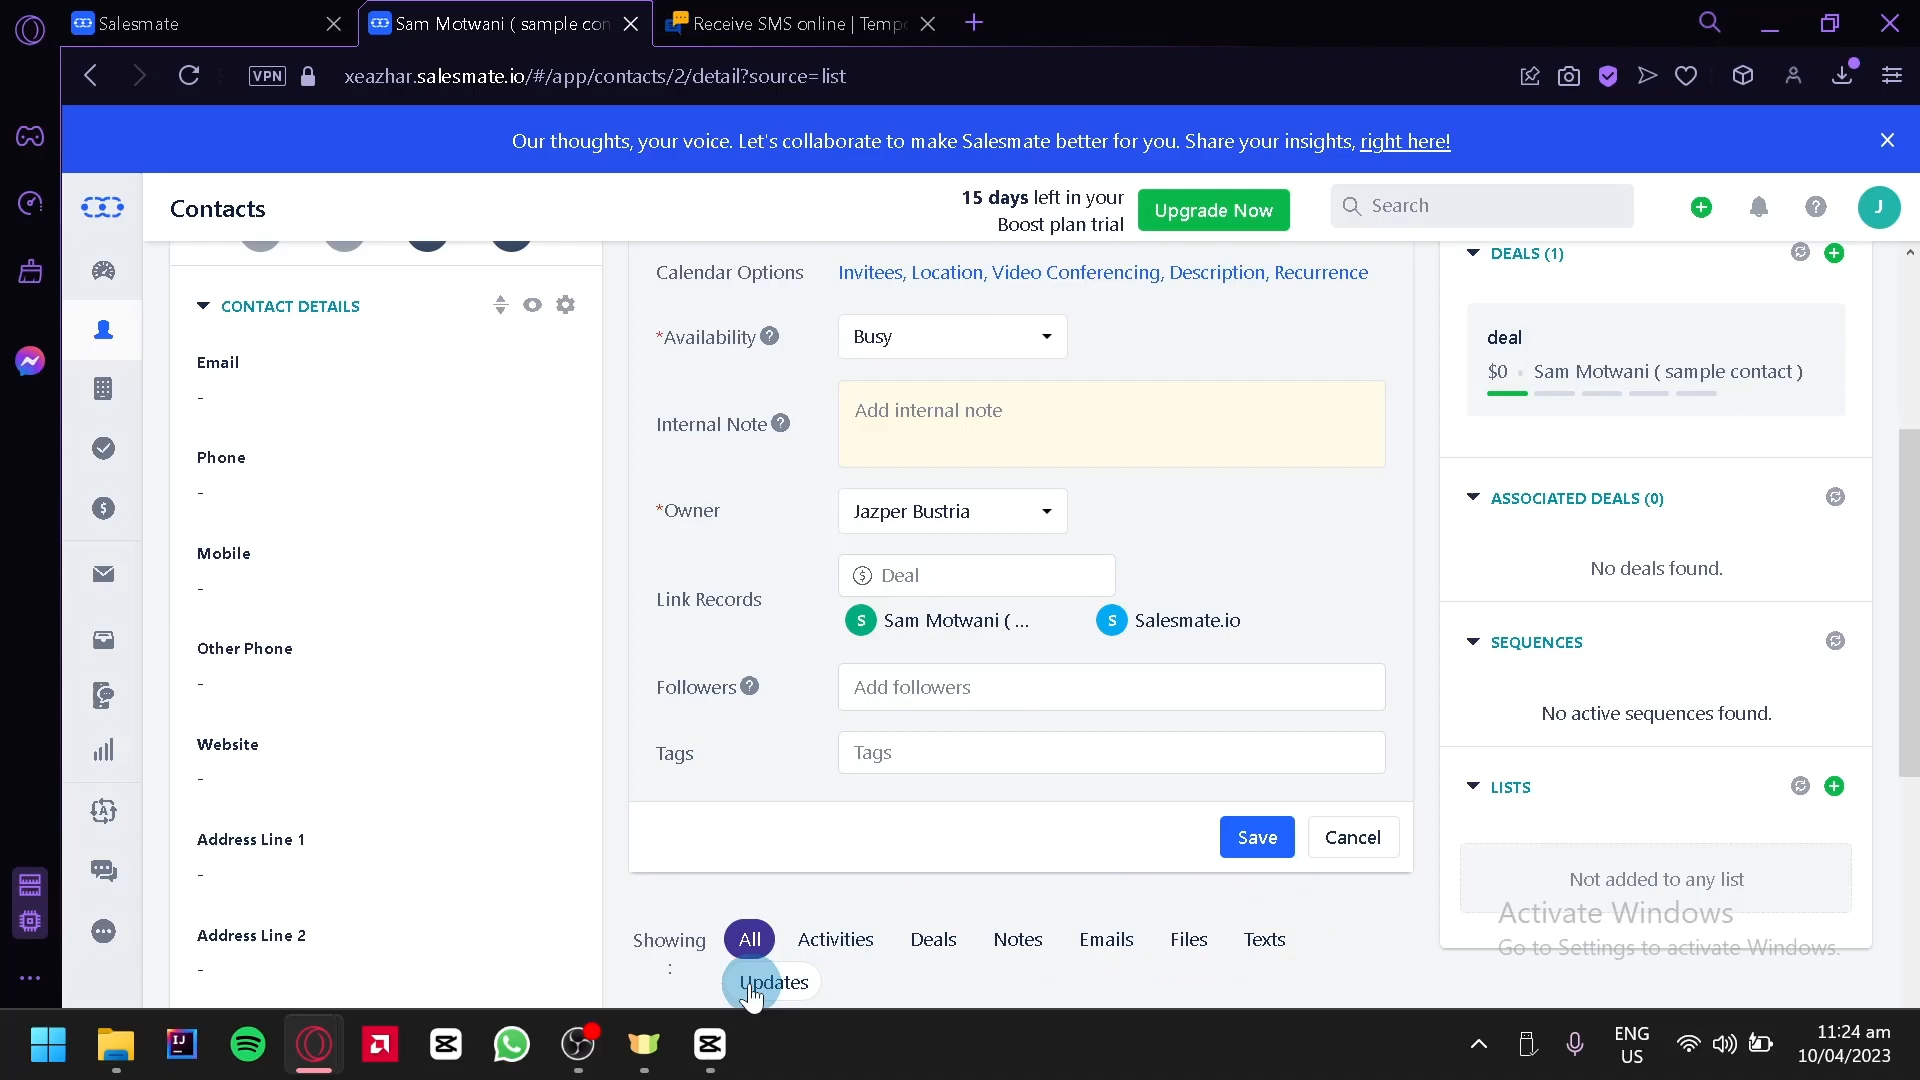 Salesmate
Sam Motwani ( sample con
Receive SMS online | Tempo
VPN
xeazhar.salesmate.io/#/app/contacts/2/detail?source=list
Our thoughts, your voice. Let's collaborate to make Salesmate better for you. Share your insights, right here!
Contacts
15 days left in your
Boost plan trial
Upgrade Now
Search
J
CONTACT DETAILS
Email
-
Phone
-
Mobile
-
Other Phone
-
Website
-
Address Line 1
-
Address Line 2
-
Calendar Options
Invitees, Location, Video Conferencing, Description, Recurrence
*Availability
Busy
Internal Note
Add internal note
*Owner
Jazper Bustria
Link Records
Deal
S Sam Motwani ( ...
S Salesmate.io
Followers
Add followers
Tags
Tags
Save
Cancel
Showing
:
All
Activities
Deals
Notes
Emails
Files
Texts
Updates
DEALS (1)
deal
$0 Sam Motwani ( sample contact )
ASSOCIATED DEALS (0)
No deals found.
SEQUENCES
No active sequences found.
LISTS
Not added to any list
Activate Windows
Go to Settings to activate Windows.
ENG
US
11:24 am
10/04/2023